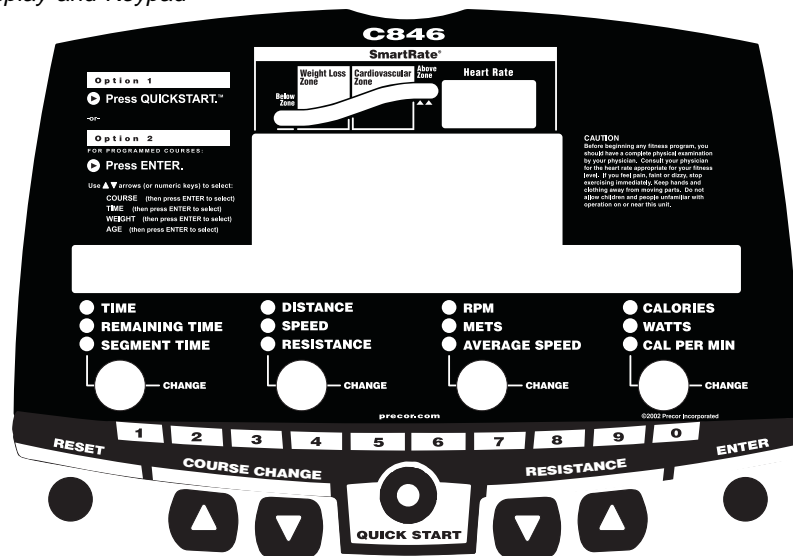 play and Keypad
C846
SmartRate®
Below Zone
Weight Loss Zone
Cardiovascular Zone
Above Zone
Heart Rate
Option 1
Press QUICKSTART.™
-or-
Option 2
FOR PROGRAMMED COURSES:
Press ENTER.
Use ▲▼ arrows (or numeric keys) to select:
COURSE (then press ENTER to select)
TIME (then press ENTER to select)
WEIGHT (then press ENTER to select)
AGE (then press ENTER to select)
CAUTION
Before beginning any fitness program, you
should have a complete physical examination
by your physician. Consult your physician
for the heart rate appropriate for your fitness
level. If you feel pain, faint or dizzy, stop
exercising immediately. Keep hands and
clothing away from moving parts. Do not
allow children and people unfamiliar with
operation on or near this unit.
TIME
REMAINING TIME
SEGMENT TIME
CHANGE
DISTANCE
SPEED
RESISTANCE
CHANGE
RPM
METS
AVERAGE SPEED
CHANGE
CALORIES
WATTS
CAL PER MIN
CHANGE
precor.com
©2002 Precor Incorporated
1 2 3 4 5 6 7 8 9 0
RESET
COURSE CHANGE
QUICK START
RESISTANCE
ENTER